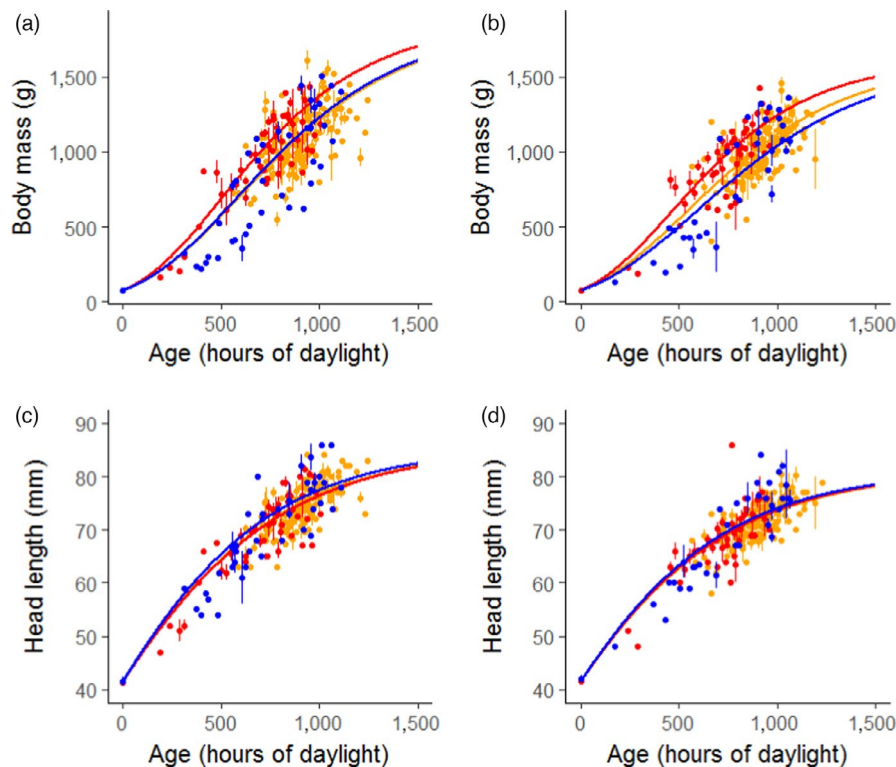 (a)
Body mass (g)
1,500
1,000
500
0
0 500 1,000 1,500
Age (hours of daylight)
(b)
Body mass (g)
1,500
1,000
500
0
0 500 1,000 1,500
Age (hours of daylight)
(c)
Head length (mm)
90
80
70
60
50
40
0 500 1,000 1,500
Age (hours of daylight)
(d)
Head length (mm)
90
80
70
60
50
40
0 500 1,000 1,500
Age (hours of daylight)